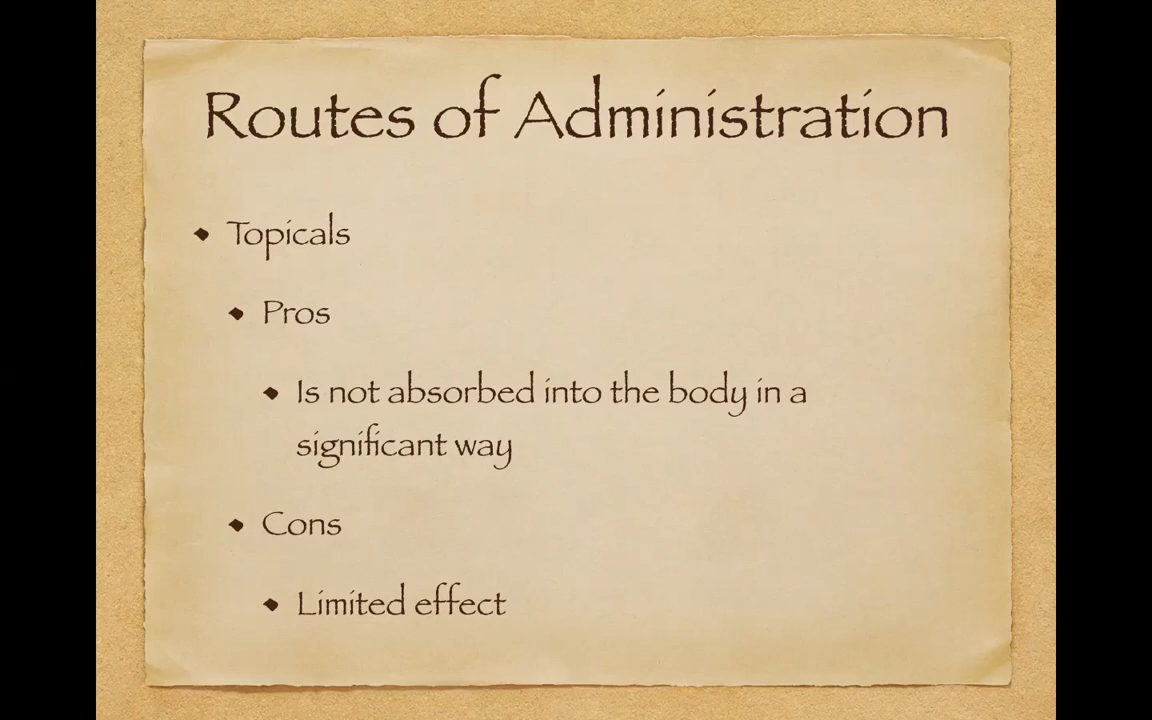 Routes of Administration
Topicals
Pros
Is not absorbed into the body in a
significant way
Cons
Limited effect